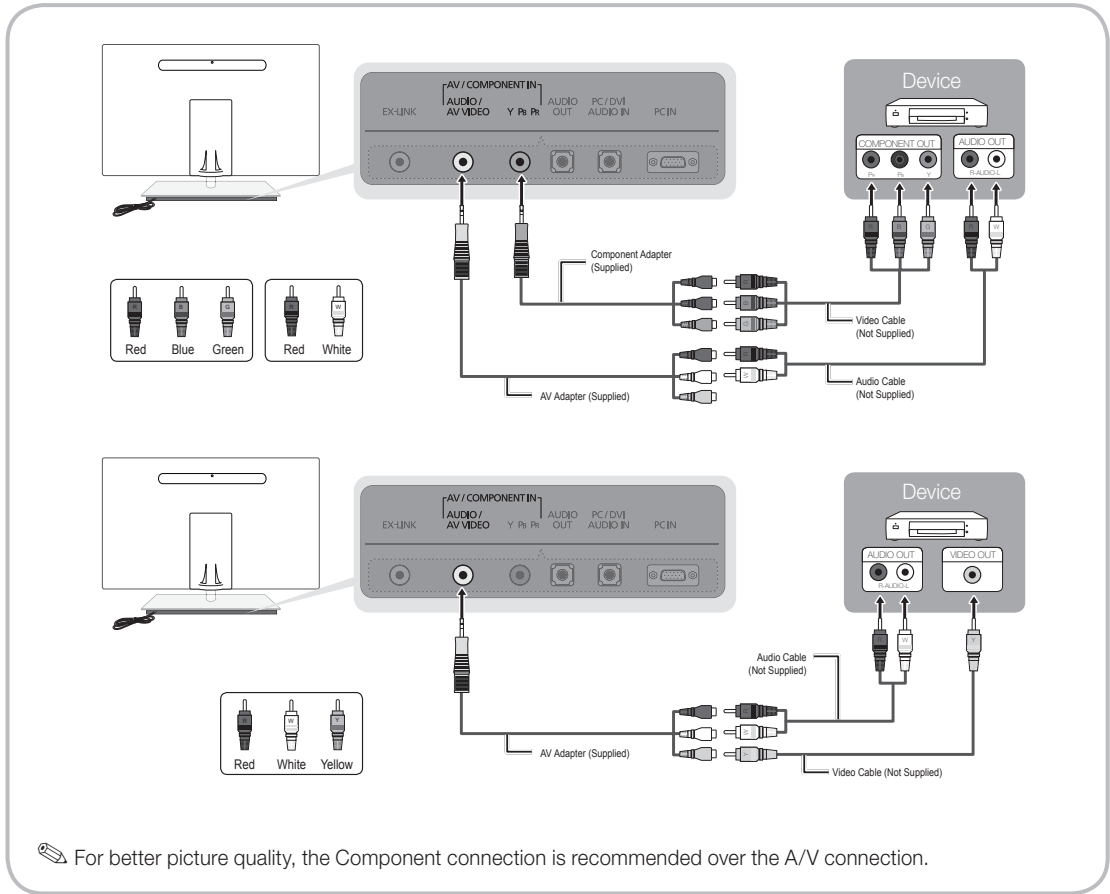 AV / COMPONENT IN
EX-LINK
AUDIO /
AV VIDEO
Y PB PR
AUDIO
OUT
PC / DVI
AUDIO IN
PC IN
Device
COMPONENT OUT
PR
PB
Y
AUDIO OUT
R-AUDIO-L
R
B
G
R
W
Component Adapter
(Supplied)
R
B
G
Video Cable
(Not Supplied)
R
W
Audio Cable
(Not Supplied)
AV Adapter (Supplied)
R
B
G
R
W
Red
Blue
Green
Red
White
AV / COMPONENT IN
EX-LINK
AUDIO /
AV VIDEO
Y PB PR
AUDIO
OUT
PC / DVI
AUDIO IN
PC IN
Device
AUDIO OUT
R-AUDIO-L
VIDEO OUT
R
W
Y
Audio Cable
(Not Supplied)
R
W
Y
AV Adapter (Supplied)
Video Cable (Not Supplied)
R
W
Y
Red
White
Yellow
For better picture quality, the Component connection is recommended over the A/V connection.